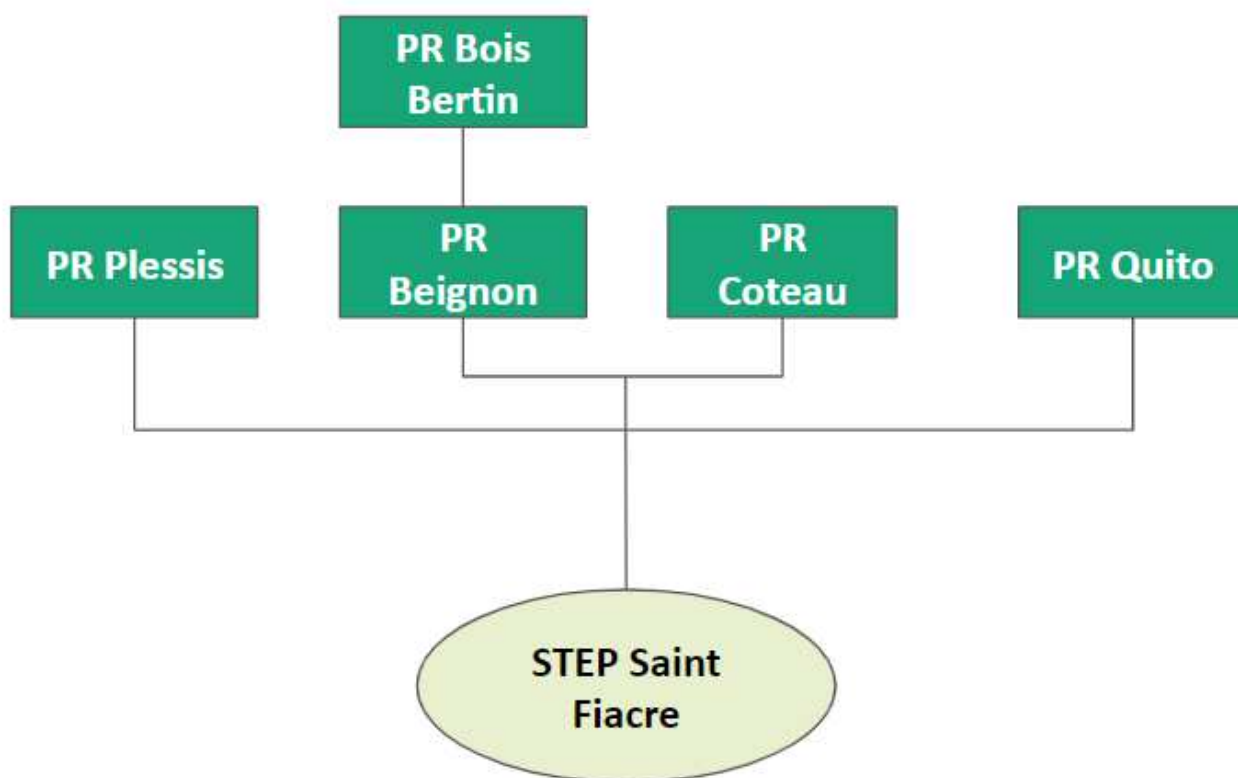 PR Bois
Bertin
PR Plessis
PR
Beignon
PR
Coteau
PR Quito
STEP Saint
Fiacre